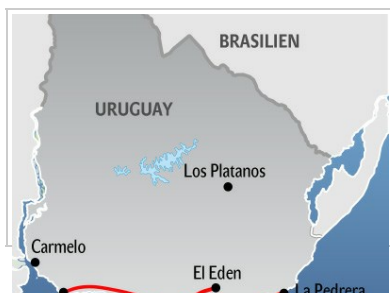 BRASILIEN
URUGUAY
Los Platanos
Carmelo
El Eden
La Pedrera